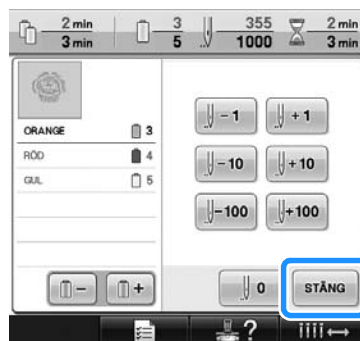 2 min 3 355 2 min
3 min 5 1000 3 min
-1 +1
ORANGE 3
RÖD 4
-10 +10
GUL 5
-100 +100
- + 0 STÄNG
?